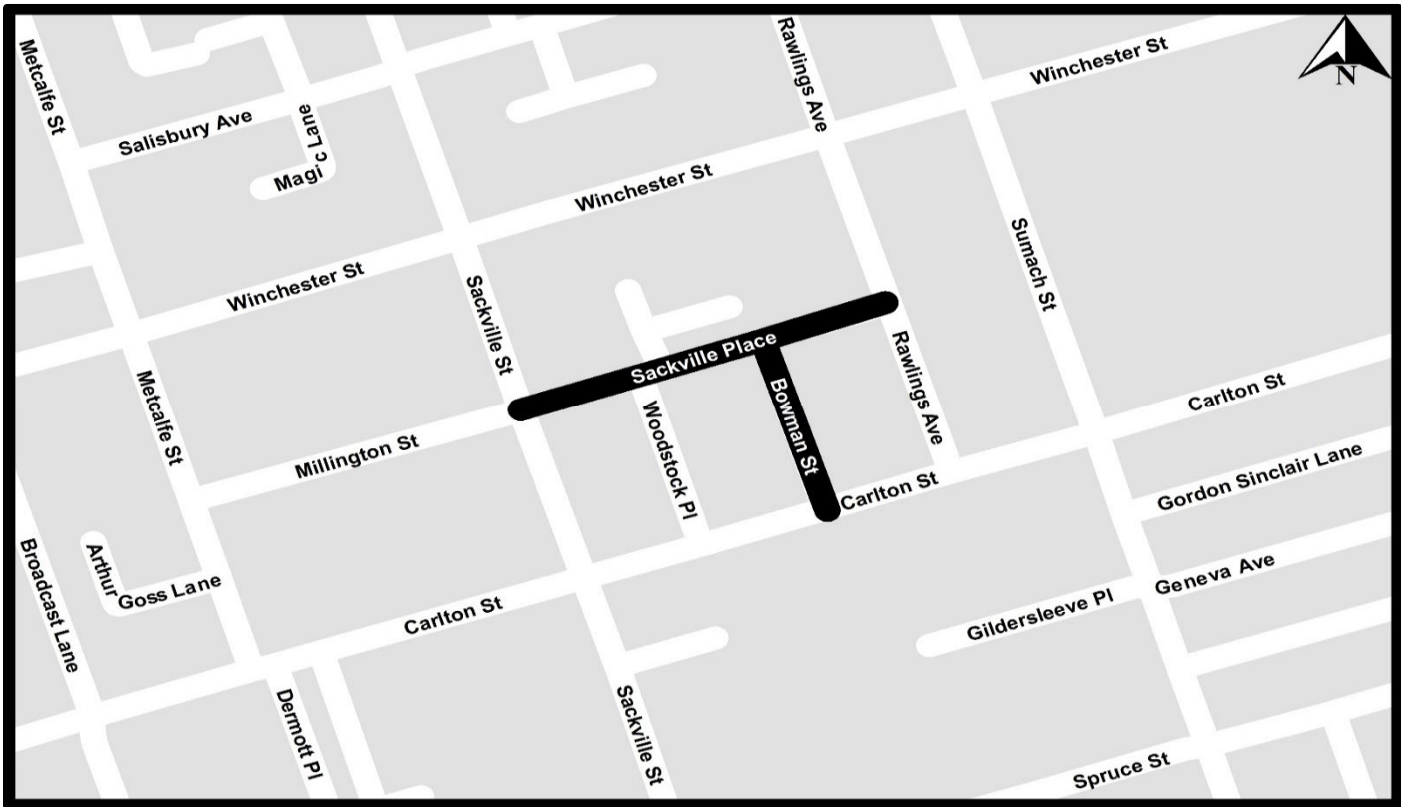 Metcalfe St
Salisbury Ave
Magic Lane
Rawlings Ave
Winchester St
N
Winchester St
Winchester St
Sumach St
Sackville St
Metcalfe St
Millington St
Sackville Place
Woodstock Pl
Bowman St
Rawlings Ave
Carlton St
Carlton St
Gordon Sinclair Lane
Geneva Ave
Gildersleeve Pl
Broadcast Lane
Arthur
Goss Lane
Carlton St
Dermott Pl
Sackville St
Spruce St